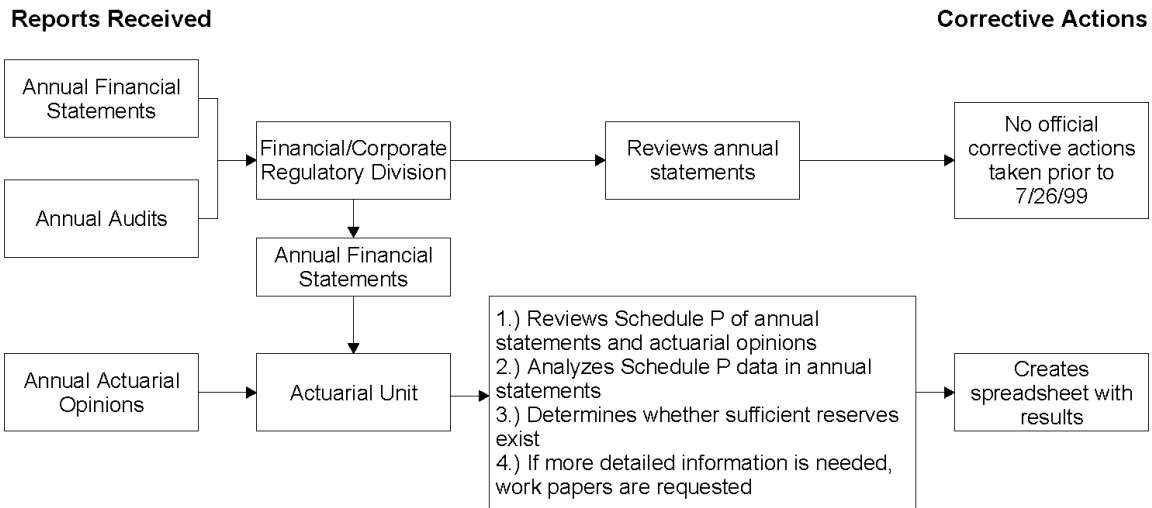 Reports Received
Corrective Actions
Annual Financial
Statements
Annual Audits
Financial/Corporate
Regulatory Division
Reviews annual
statements
No official
corrective actions
taken prior to
7/26/99
Annual Financial
Statements
Annual Actuarial
Opinions
Actuarial Unit
1.) Reviews Schedule P of annual
statements and actuarial opinions
2.) Analyzes Schedule P data in annual
statements
3.) Determines whether sufficient reserves
exist
4.) If more detailed information is needed,
work papers are requested
Creates
spreadsheet with
results